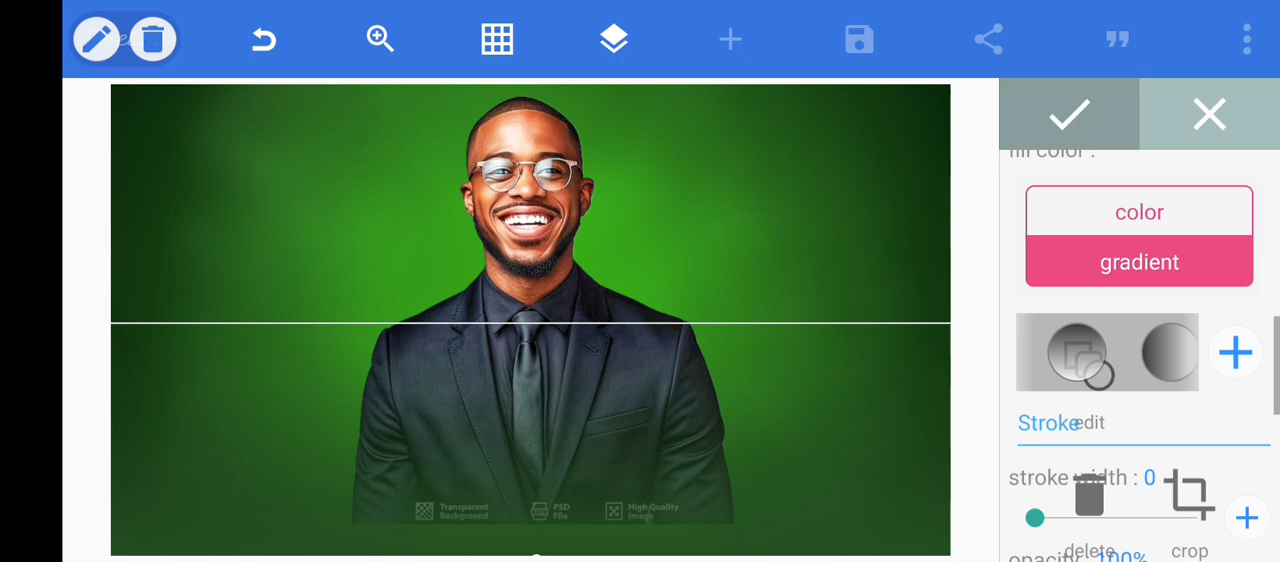 fill color :
color
gradient
Stroke
edit
stroke width : 0
delete
crop
opacity : 100%
Transparent
Background
PSD
File
High Quality
Image